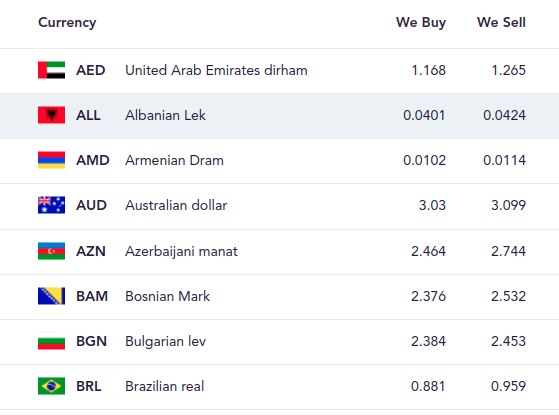 Currency We Buy We Sell
AED United Arab Emirates dirham 1.168 1.265
ALL Albanian Lek 0.0401 0.0424
AMD Armenian Dram 0.0102 0.0114
AUD Australian dollar 3.03 3.099
AZN Azerbaijani manat 2.464 2.744
BAM Bosnian Mark 2.376 2.532
BGN Bulgarian lev 2.384 2.453
BRL Brazilian real 0.881 0.959